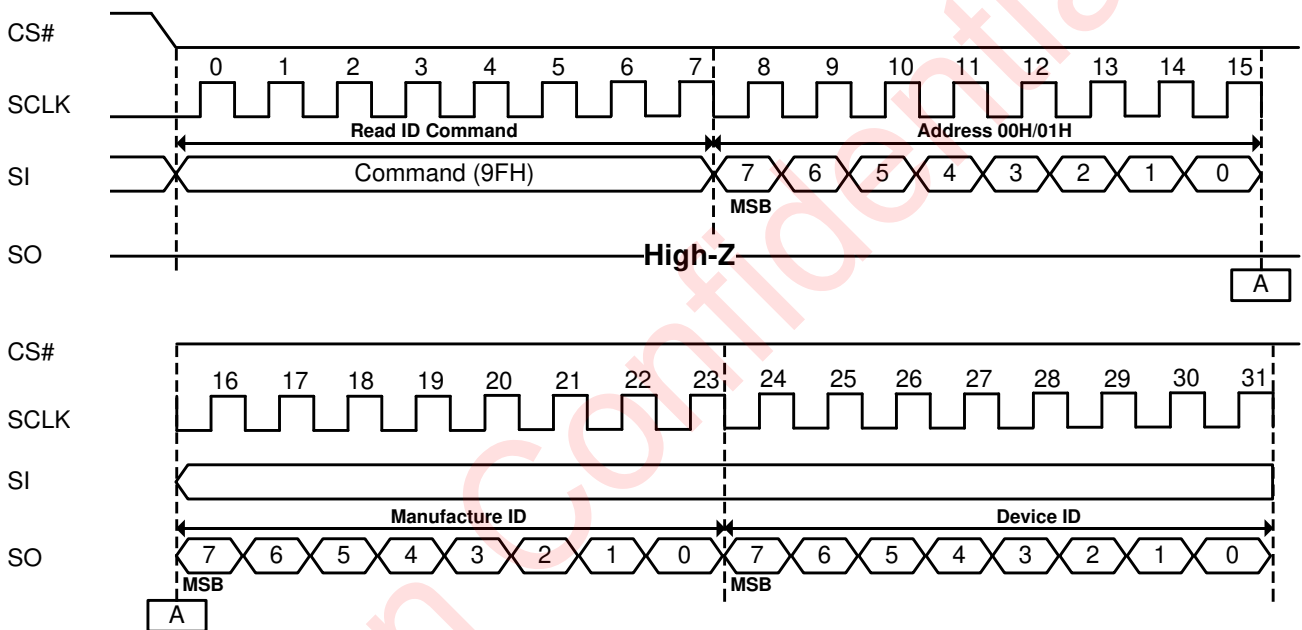 CS#
0 1 2 3 4 5 6 7 8 9 10 11 12 13 14 15
SCLK
Read ID Command Address 00H/01H
SI Command (9FH) 7 6 5 4 3 2 1 0
MSB
SO High-Z
A
CS#
16 17 18 19 20 21 22 23 24 25 26 27 28 29 30 31
SCLK
SI
Manufacture ID Device ID
SO 7 6 5 4 3 2 1 0 7 6 5 4 3 2 1 0
MSB MSB
A